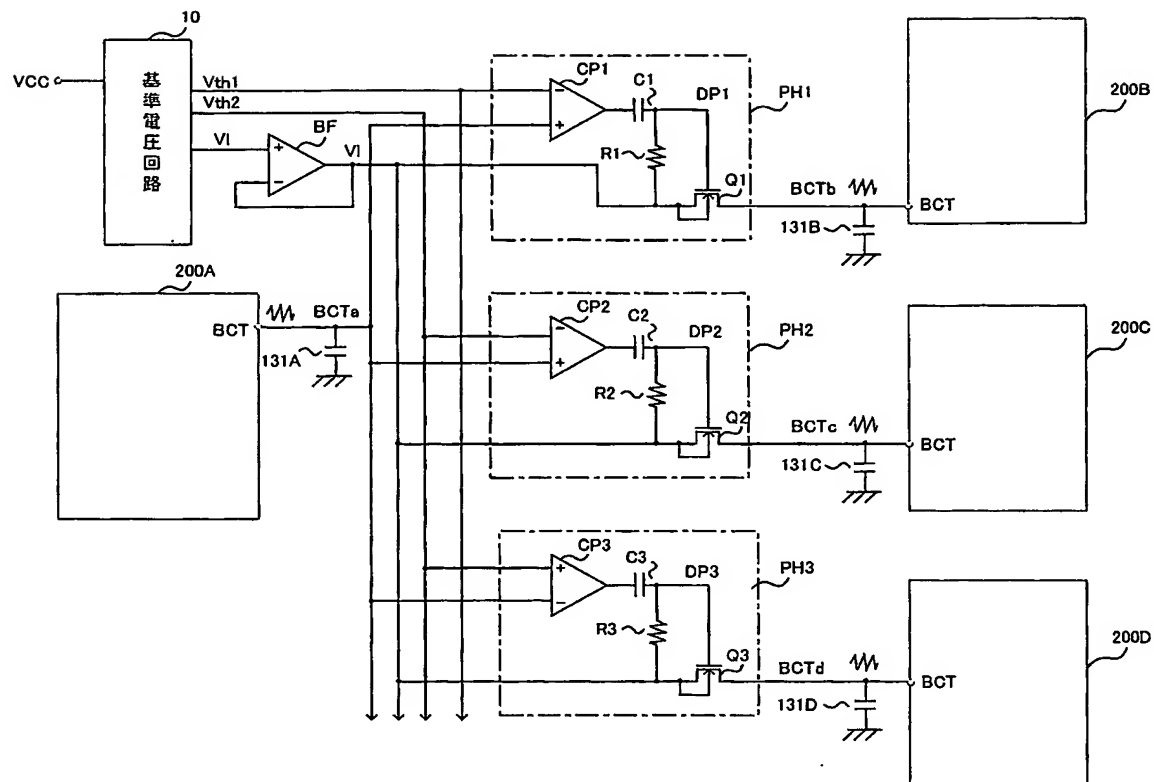 10
VCC
基準電圧回路
Vth1
Vth2
VI
BF
VI
CP1
-
+
C1
DP1
R1
Q1
PH1
BCTb
131B
BCT
200B
200A
BCT
BCTa
131A
CP2
-
+
C2
DP2
R2
Q2
PH2
BCTc
131C
BCT
200C
CP3
+
-
C3
DP3
R3
Q3
PH3
BCTd
131D
BCT
200D